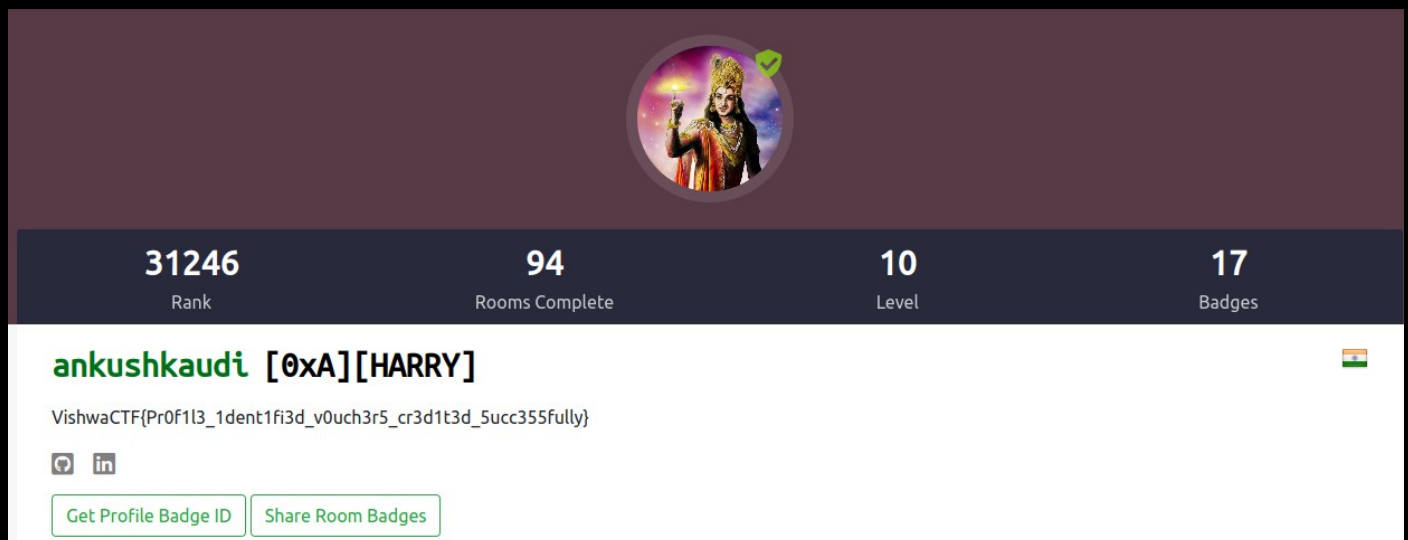 31246 94 10 17
Rank Rooms Complete Level Badges
ankushkaudi [0xA][HARRY]
VishwaCTF{Pr0f1l3_1dent1fi3d_v0uch3r5_cr3d1t3d_5ucc355fully}
in
Get Profile Badge ID Share Room Badges